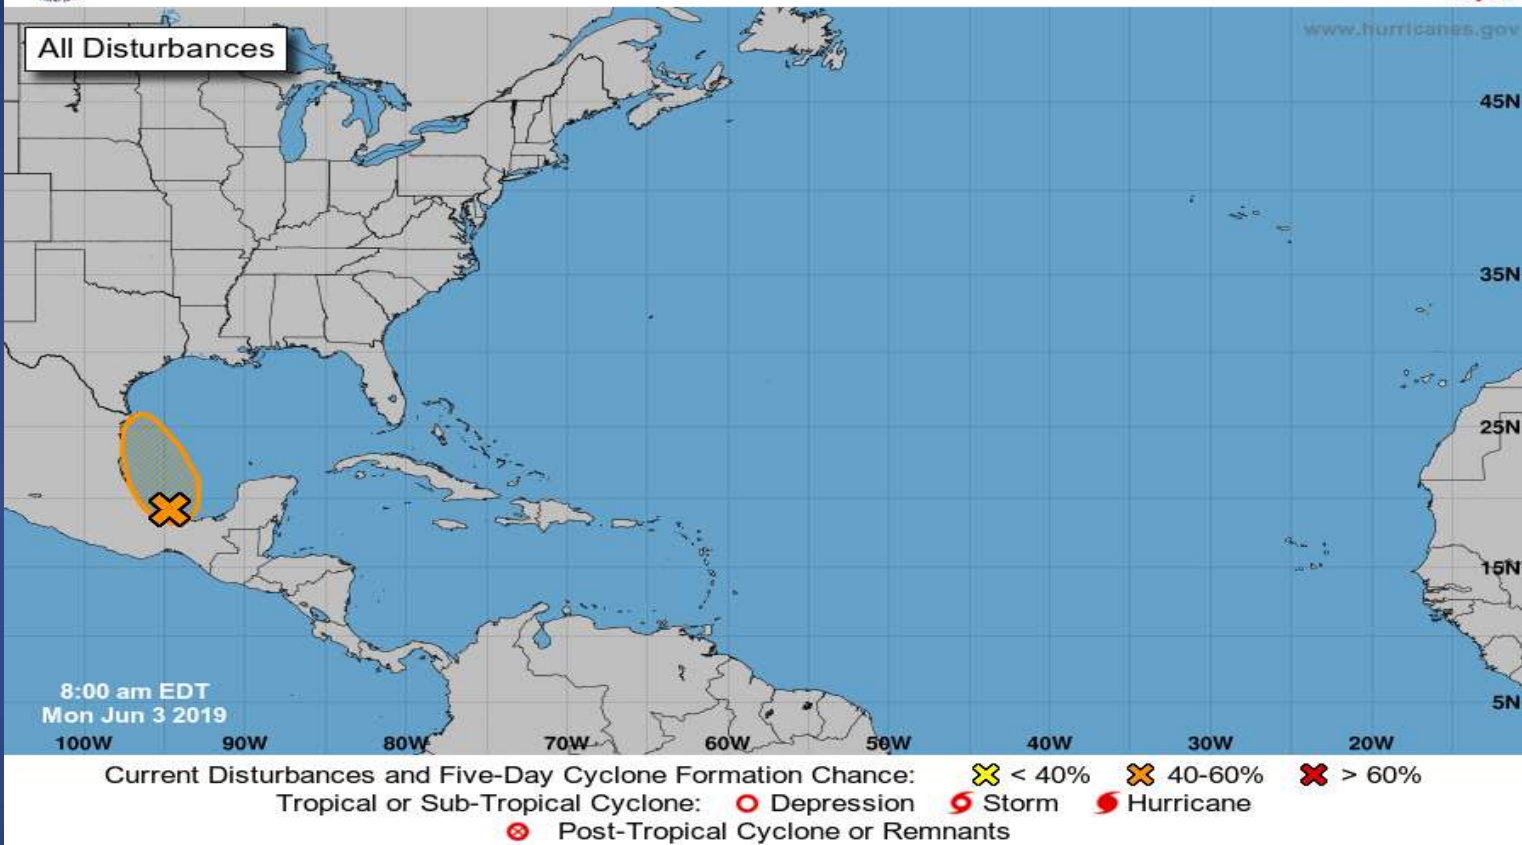 www.hurricanes.gov
All Disturbances
45N
35N
25N
15N
5N
8:00 am EDT
Mon Jun 3 2019
100W 90W 80W 70W 60W 50W 40W 30W 20W
Current Disturbances and Five-Day Cyclone Formation Chance: < 40% 40-60% > 60%
Tropical or Sub-Tropical Cyclone: Depression Storm Hurricane
Post-Tropical Cyclone or Remnants